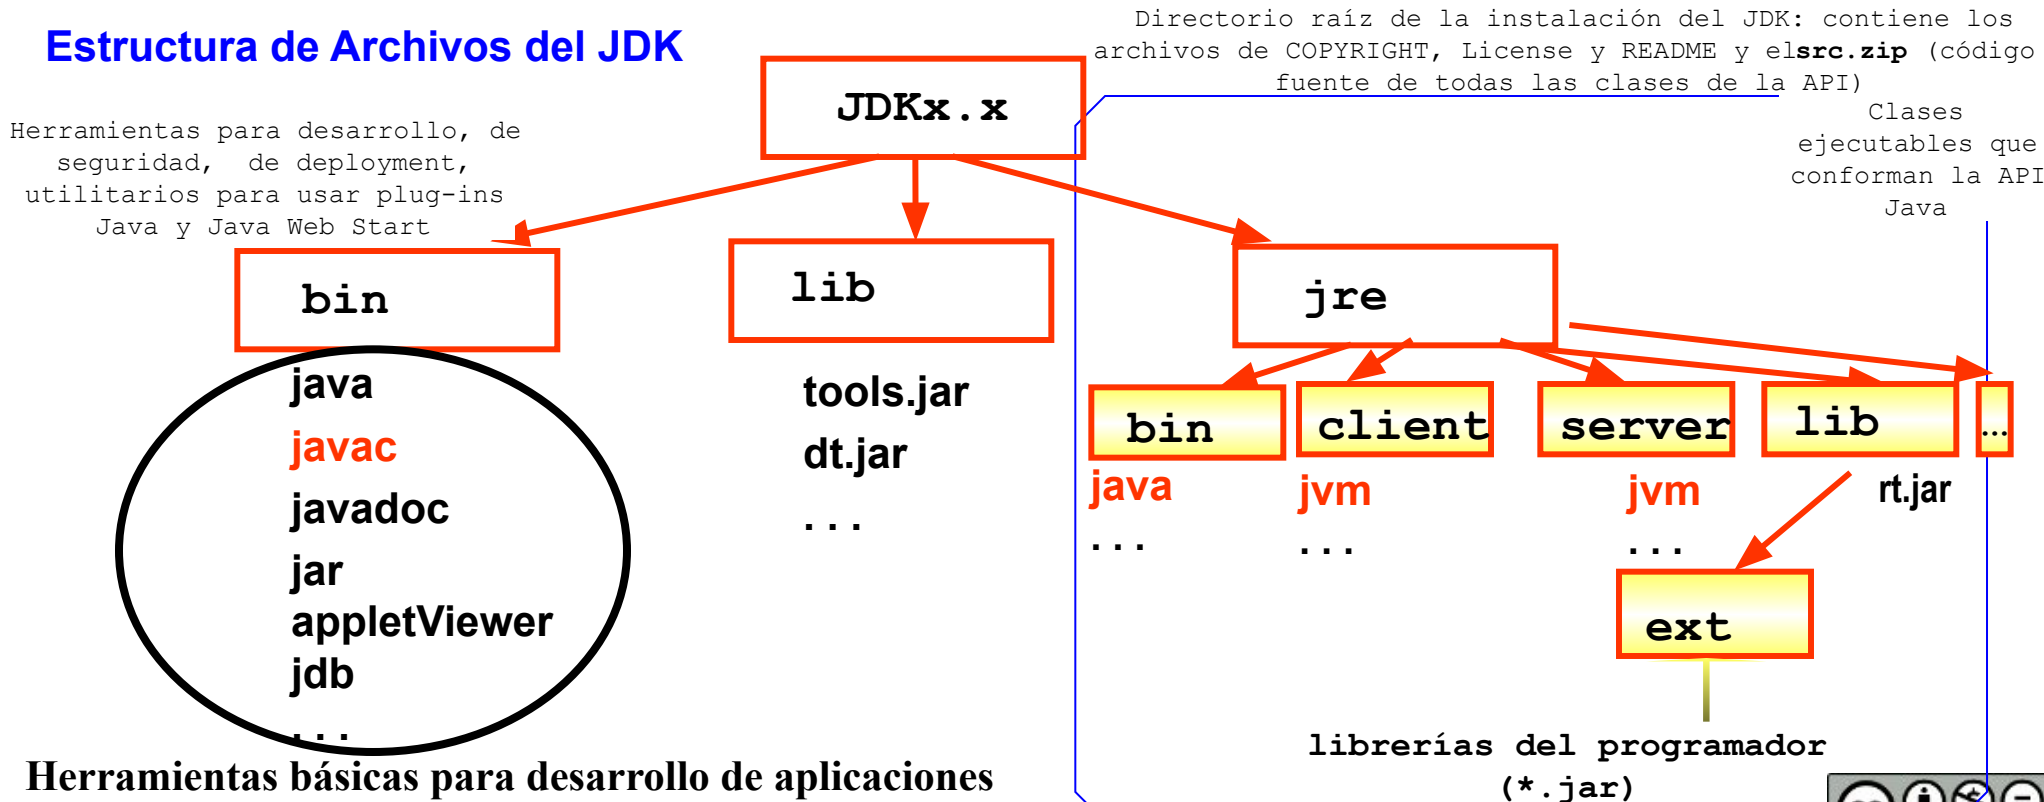 Estructura de Archivos del JDK
Directorio raíz de la instalación del JDK: contiene los
archivos de COPYRIGHT, License y README y elsrc.zip (código
fuente de todas las clases de la API)
JDKx.x
Clases
ejecutables que
conforman la API
Java
Herramientas para desarrollo, de
seguridad, de deployment,
utilitarios para usar plug-ins
Java y Java Web Start
bin
lib
jre
java
javac
javadoc
jar
appletViewer
jdb
...
tools.jar
dt.jar
...
bin
client
server
lib
...
java
...
jvm
...
jvm
...
rt.jar
ext
librerías del programador
(*.jar)
Herramientas básicas para desarrollo de aplicaciones